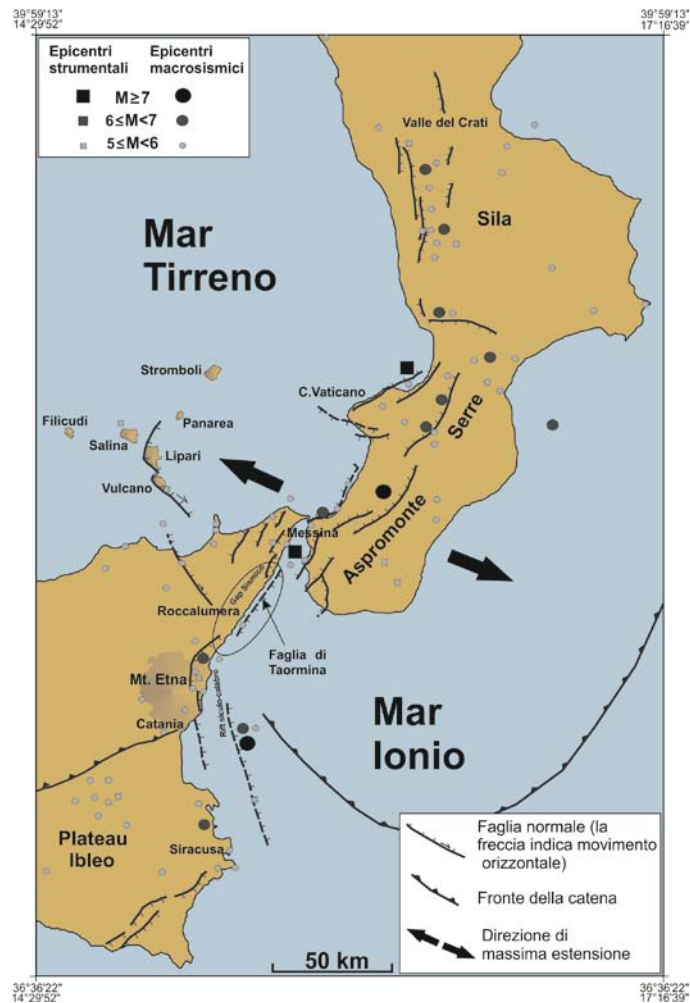 39°59'13"
14°29'52"
39°59'13"
17°16'39"
Epicentri
strumentali
Epicentri
macrosismici
M≥7
6≤M<7
5≤M<6
Valle del Crati
Sila
Mar
Tirreno
Stromboli
C.Vaticano
Filicudi
Panarea
Salina
Lipari
Serre
Vulcano
Messina
Aspromonte
Gap Sismico
Roccalumera
Faglia di
Taormina
Mt. Etna
Rift siculo-calabro
Catania
Mar
Ionio
Plateau
Ibleo
Siracusa
Faglia normale (la
freccia indica movimento
orizzontale)
Fronte della catena
Direzione di
massima estensione
50 km
36°36'22"
14°29'52"
36°36'22"
17°16'39"